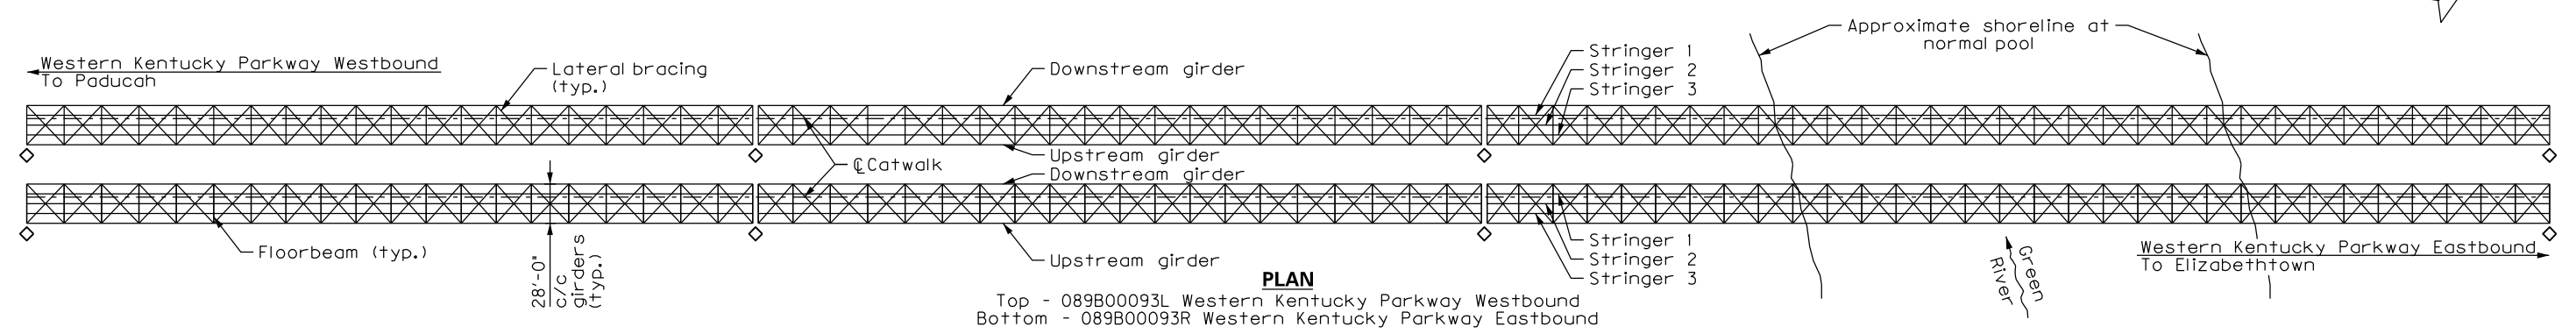 Western Kentucky Parkway Westbound
To Paducah
Lateral bracing
(typ.)
Downstream girder
Stringer 1
Stringer 2
Stringer 3
Approximate shoreline at
normal pool
Upstream girder
℄ Catwalk
Downstream girder
Floorbeam (typ.)
28'-0"
c/c
girders
(typ.)
Upstream girder
Stringer 1
Stringer 2
Stringer 3
Green
River
Western Kentucky Parkway Eastbound
To Elizabethtown
PLAN
Top - 089B00093L Western Kentucky Parkway Westbound
Bottom - 089B00093R Western Kentucky Parkway Eastbound